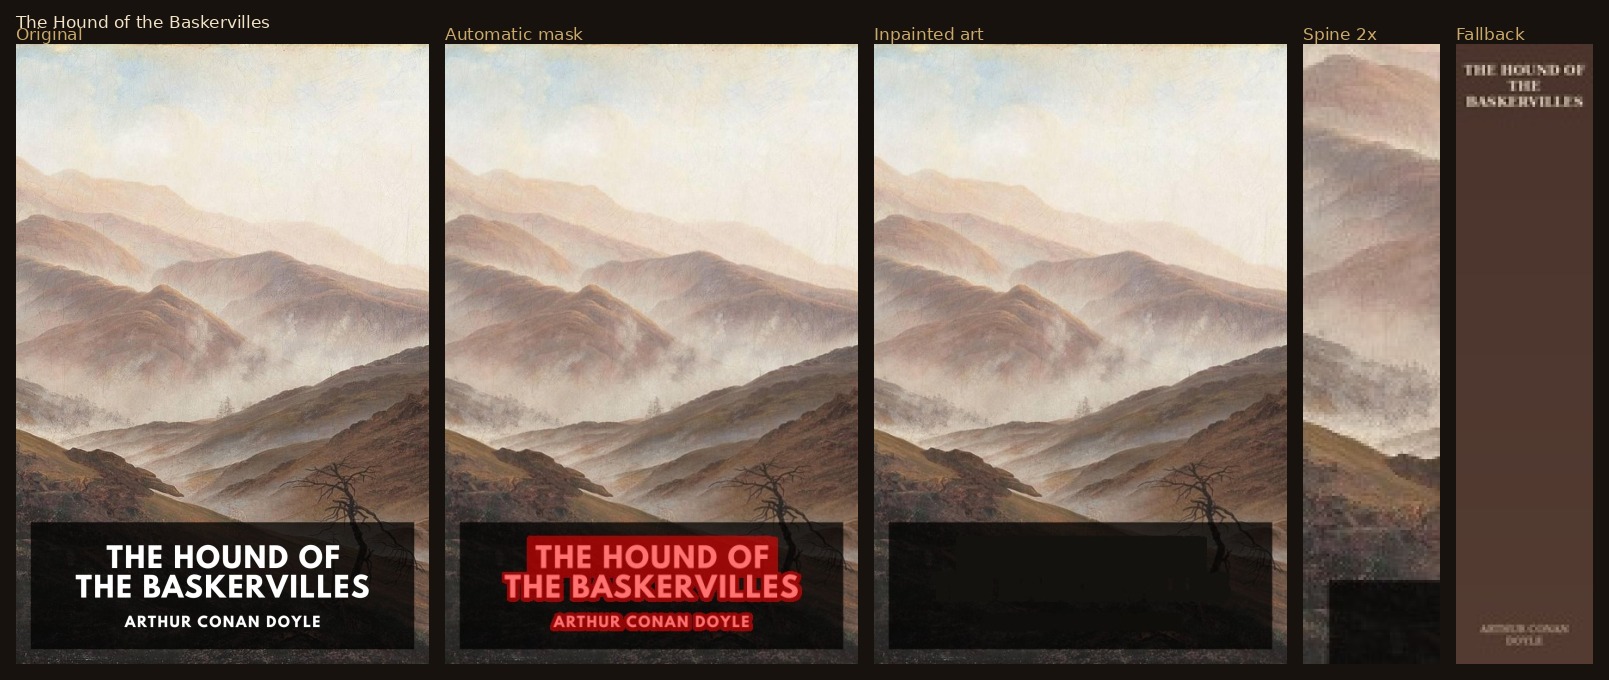 The Hound of the Baskervilles
Original
Automatic mask
Inpainted art
Spine 2x
Fallback
THE HOUND OF
THE BASKERVILLES
ARTHUR CONAN DOYLE
THE HOUND OF
THE BASKERVILLES
ARTHUR CONAN DOYLE
THE HOUND OF
THE
BASKERVILLES
ARTHUR CONAN
DOYLE